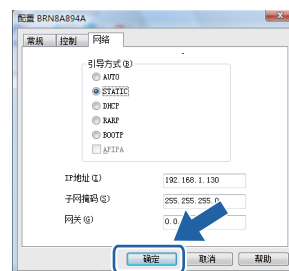 配置 BRN8A894A
常规 控制 网络
引导方式(B)
AUTO
STATIC
DHCP
RARP
BOOTP
APIPA
IP地址(I) 192.168.1.130
子网掩码(S) 255.255.255.0
网关(G) 0.0.
确定 取消 帮助